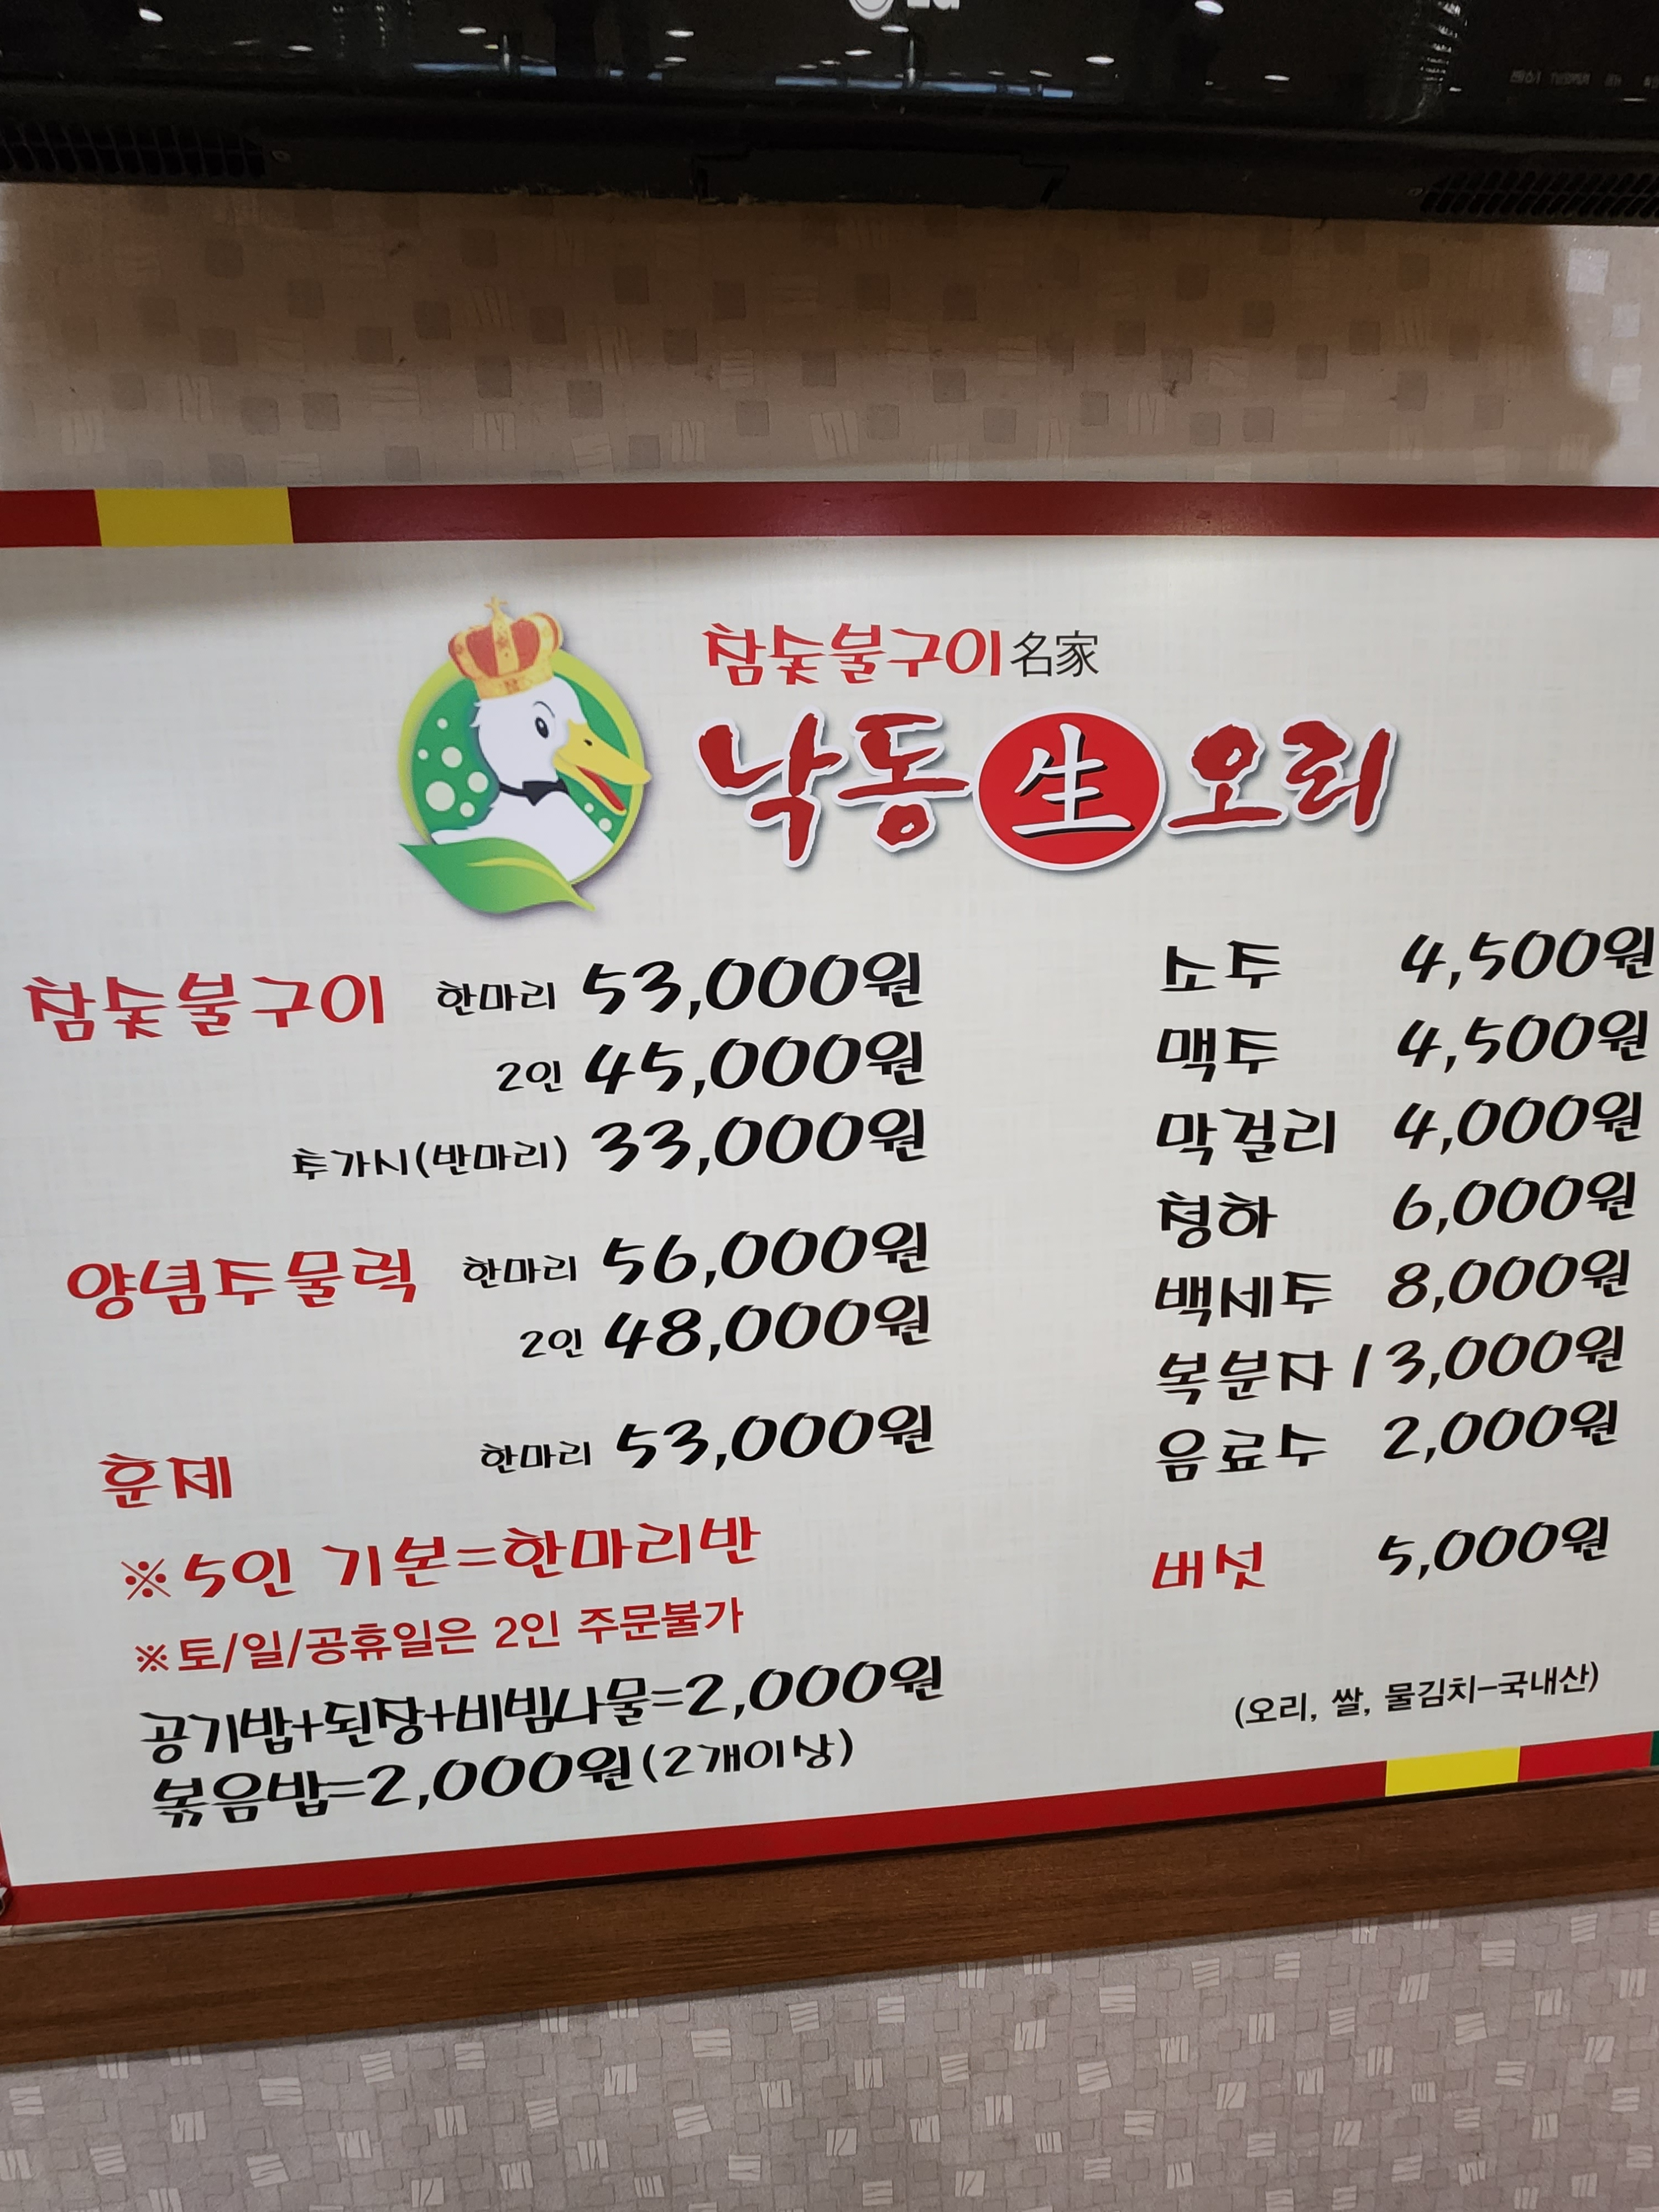 LG
참숯불구이名家
낙동生오리
참숯불구이 한마리 53,000원
2인 45,000원
추가시(반마리) 33,000원
양념주물럭 한마리 56,000원
2인 48,000원
훈제 한마리 53,000원
※5인 기본=한마리반
※토/일/공휴일은 2인 주문불가
공기밥+된장+비빔나물=2,000원
볶음밥=2,000원(2개이상)
소주 4,500원
맥주 4,500원
막걸리 4,000원
청하 6,000원
백세주 8,000원
복분자 13,000원
음료수 2,000원
버섯 5,000원
(오리, 쌀, 물김치-국내산)